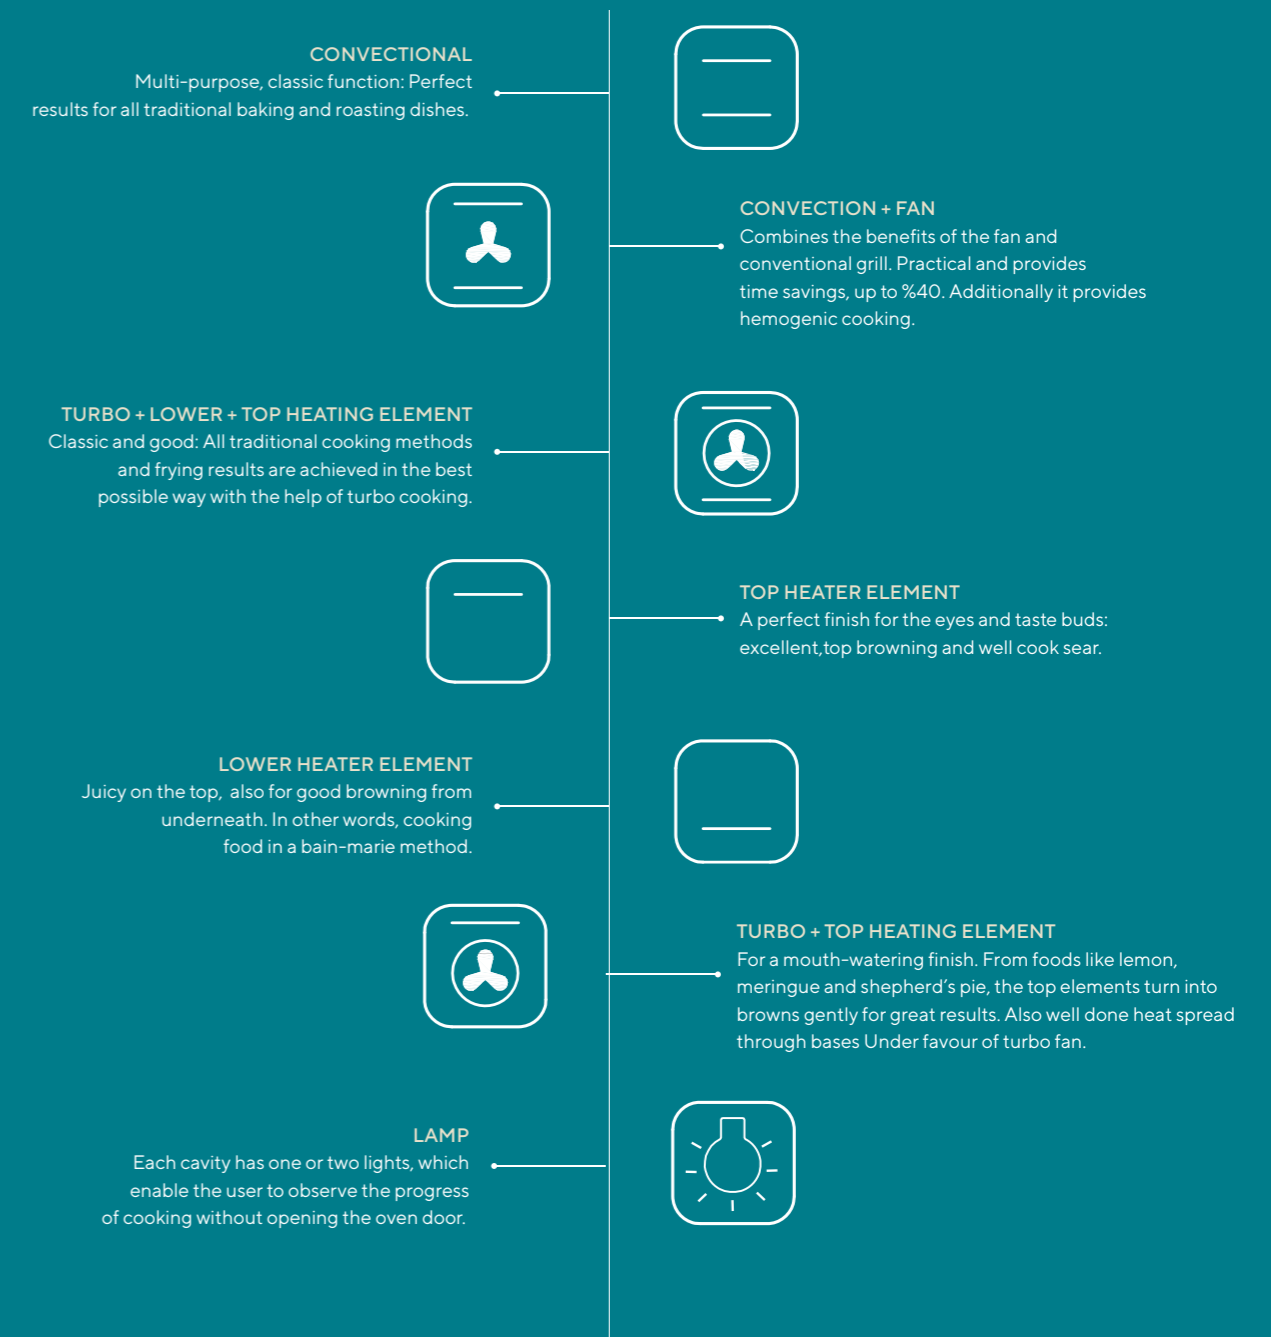 CONVECTIONAL
Multi-purpose, classic function: Perfect
results for all traditional baking and roasting dishes.
CONVECTION + FAN
Combines the benefits of the fan and
conventional grill. Practical and provides
time savings, up to %40. Additionally it provides
hemogenic cooking.
TURBO + LOWER + TOP HEATING ELEMENT
Classic and good: All traditional cooking methods
and frying results are achieved in the best
possible way with the help of turbo cooking.
TOP HEATER ELEMENT
A perfect finish for the eyes and taste buds:
excellent,top browning and well cook sear.
LOWER HEATER ELEMENT
Juicy on the top,  also for good browning from
underneath. In other words, cooking
food in a bain-marie method.
TURBO + TOP HEATING ELEMENT
For a mouth-watering finish. From foods like lemon,
meringue and shepherd's pie, the top elements turn into
browns gently for great results. Also well done heat spread
through bases Under favour of turbo fan.
LAMP
Each cavity has one or two lights, which
enable the user to observe the progress
of cooking without opening the oven door.